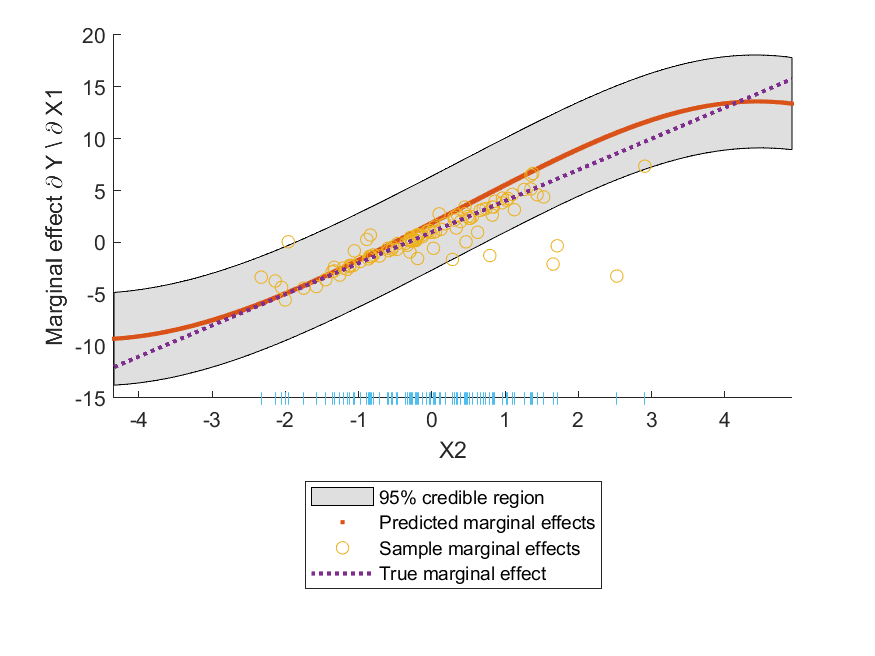 20
15
10
5
0
-5
-10
-15
Marginal effect ∂ Y \ ∂ X1
-4 -3 -2 -1 0 1 2 3 4
X2
95% credible region
Predicted marginal effects
Sample marginal effects
True marginal effect